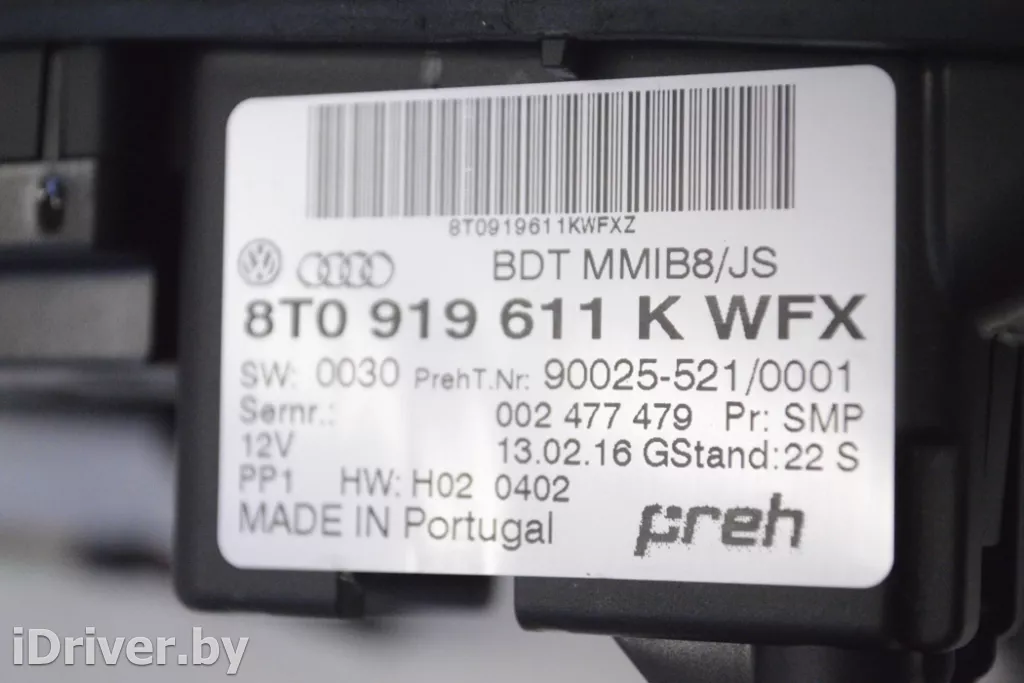 8T0919611KWFXZ
BDT MMIB8/JS
8T0 919 611 K WFX
SW: 0030 PrehT.Nr: 90025-521/0001
Sernr.: 002 477 479 Pr: SMP
12V 13.02.16 GStand:22 S
PP1 HW: H02 0402
MADE IN Portugal preh
iDriver.by